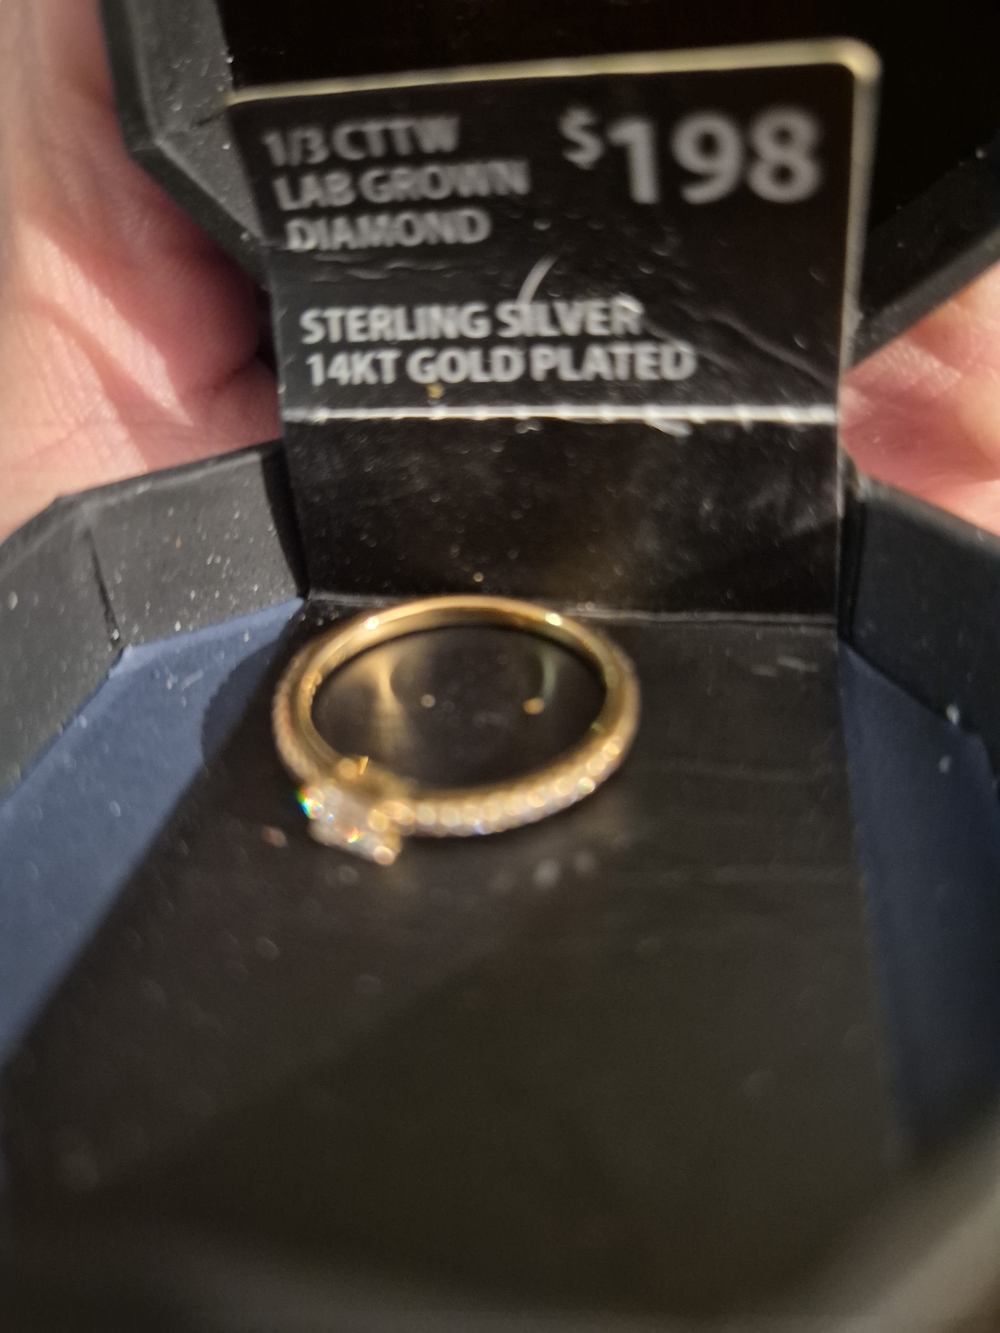 1/3 CTTW
LAB GROWN
DIAMOND
$198
STERLING SILVER
14KT GOLD PLATED